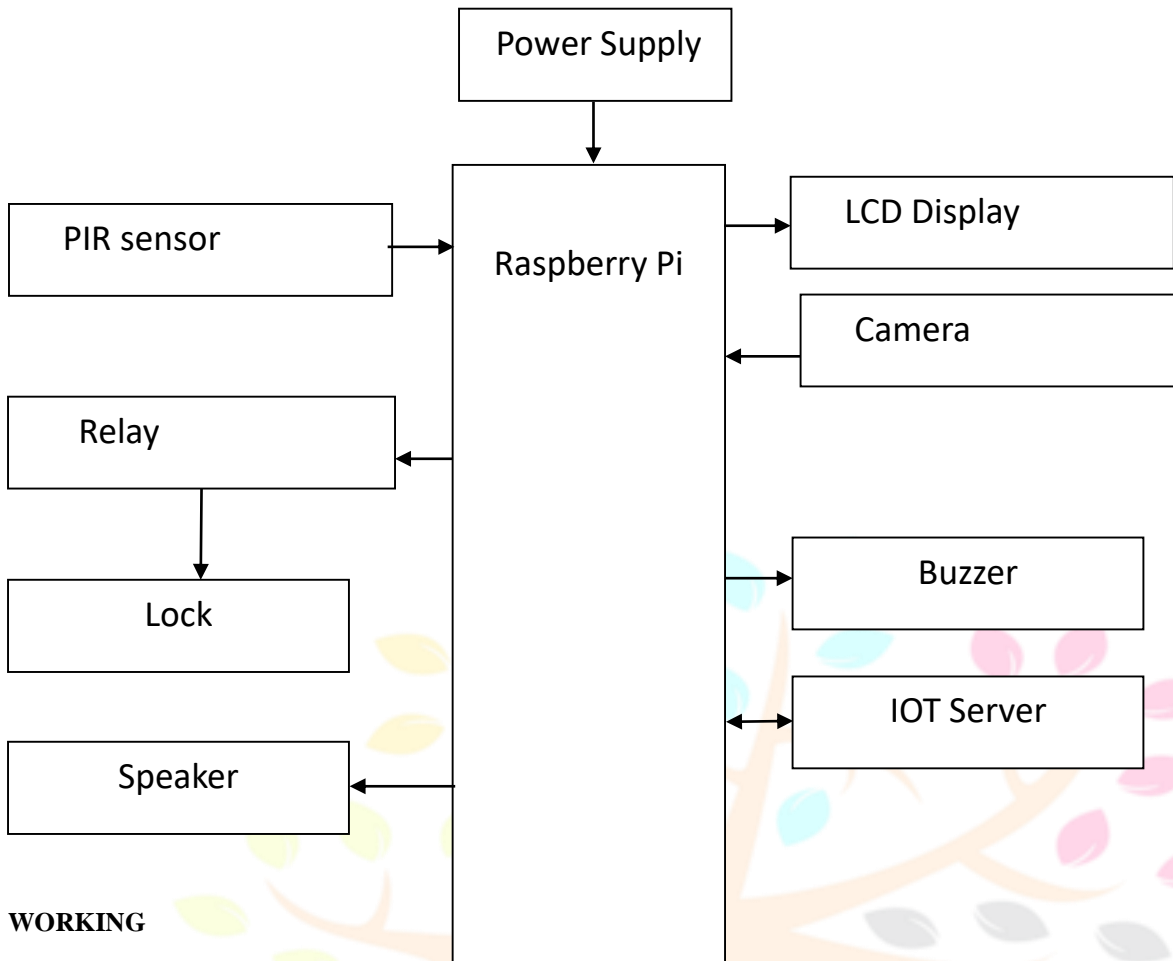 Power Supply
PIR sensor
Raspberry Pi
LCD Display
Camera
Relay
Lock
Buzzer
IOT Server
Speaker
WORKING